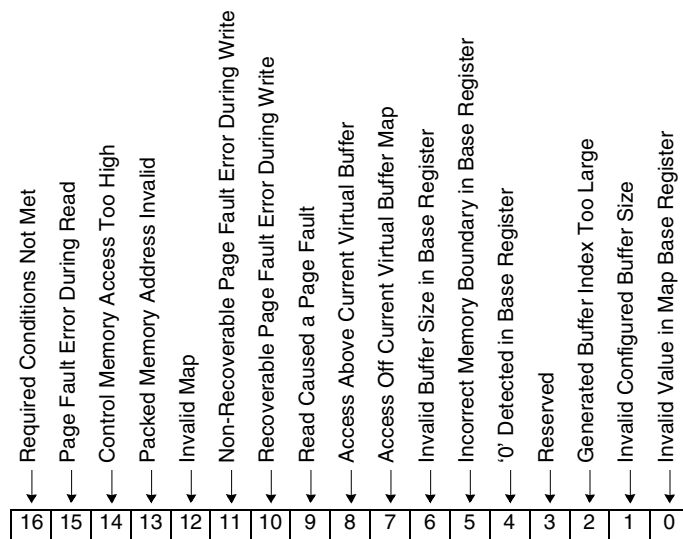 Required Conditions Not Met
Page Fault Error During Read
Control Memory Access Too High
Packed Memory Address Invalid
Invalid Map
Non-Recoverable Page Fault Error During Write
Recoverable Page Fault Error During Write
Read Caused a Page Fault
Access Above Current Virtual Buffer
Access Off Current Virtual Buffer Map
Invalid Buffer Size in Base Register
Incorrect Memory Boundary in Base Register
‘0’ Detected in Base Register
Reserved
Generated Buffer Index Too Large
Invalid Configured Buffer Size
Invalid Value in Map Base Register
16 15 14 13 12 11 10 9 8 7 6 5 4 3 2 1 0